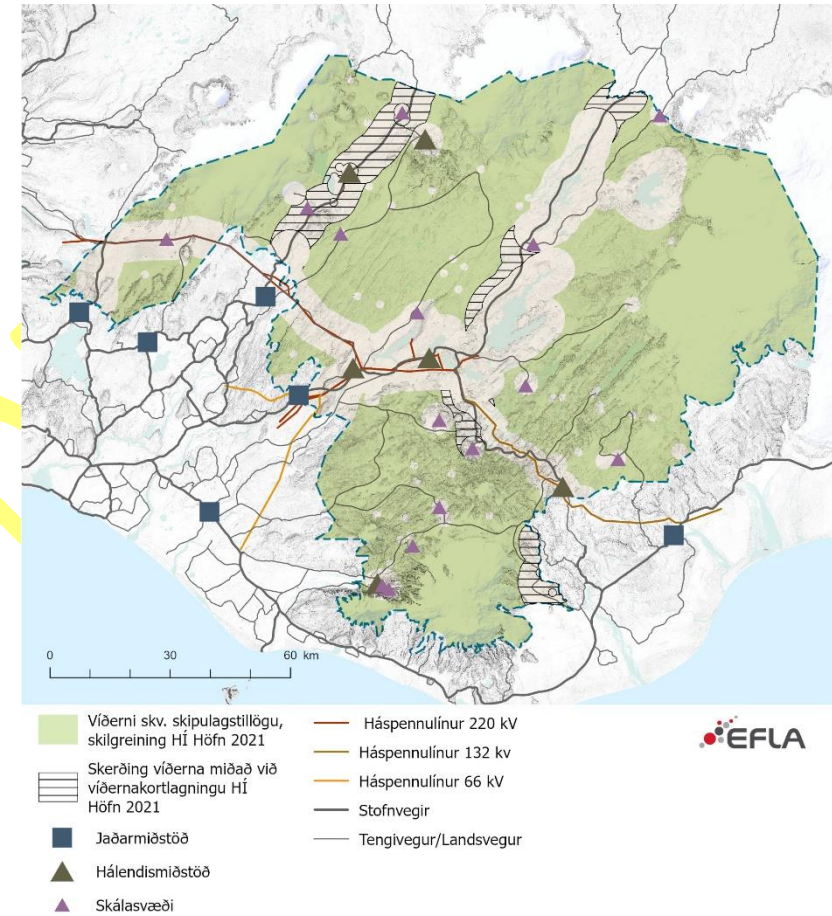 0 30 60 km
Víðerni skv. skipulagstillögu,
skilgreining HÍ Höfn 2021
Skerðing víðerna miðað við
víðernakortlagningu HÍ
Höfn 2021
Jaðarmiðstöð
Hálendismiðstöð
Skálasvæði
Háspennulínur 220 kV
Háspennulínur 132 kv
Háspennulínur 66 kV
Stofnvegir
Tengivegur/Landsvegur
EFLA